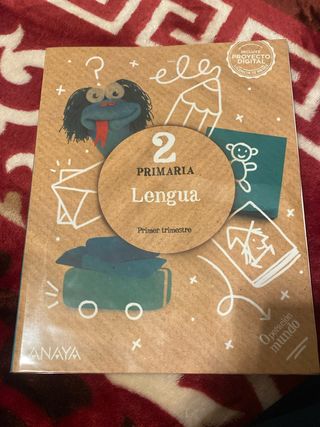 INCLUYE
PROYECTO
DIGITAL
2
PRIMARIA
Lengua
Primer trimestre
Operación
mundo
ANAYA